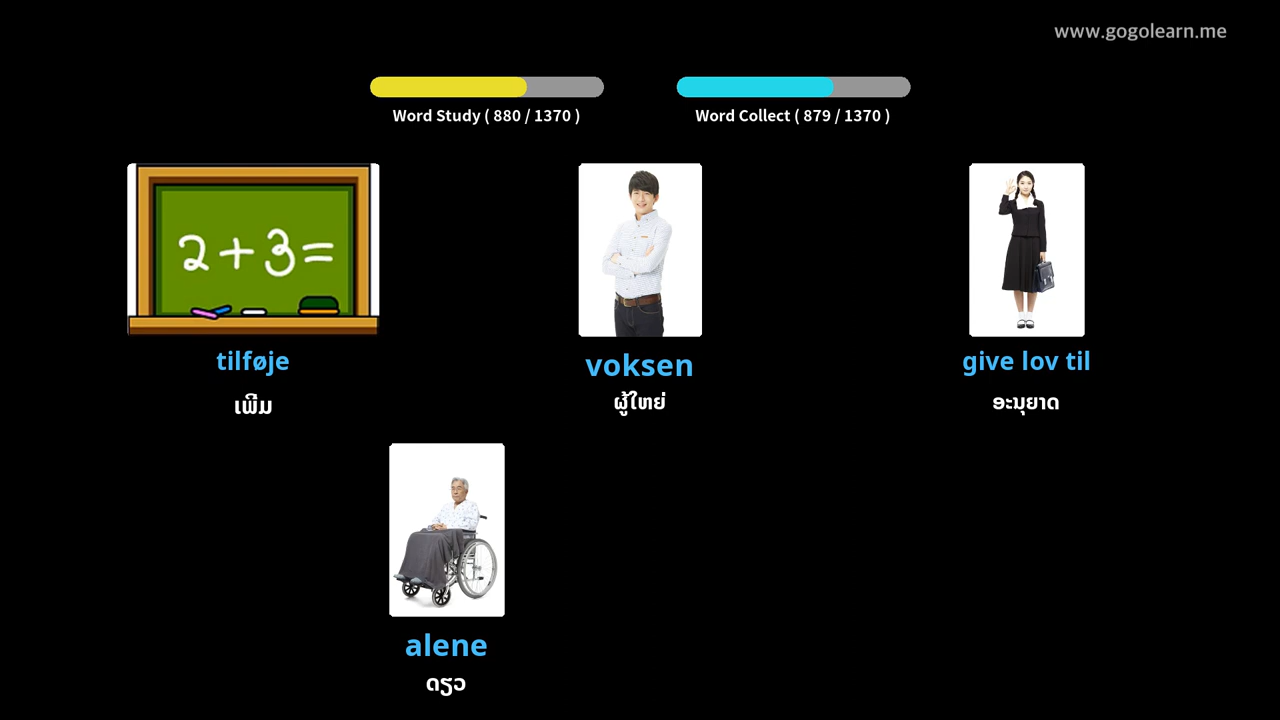 www.gogolearn.me
Word Study ( 880 / 1370 )
Word Collect ( 879 / 1370 )
2+3=
tilføje
ເພີ່ມ
voksen
ຜູ້ໃຫຍ່
give lov til
ອະນຸຍາດ
alene
ດຽວ